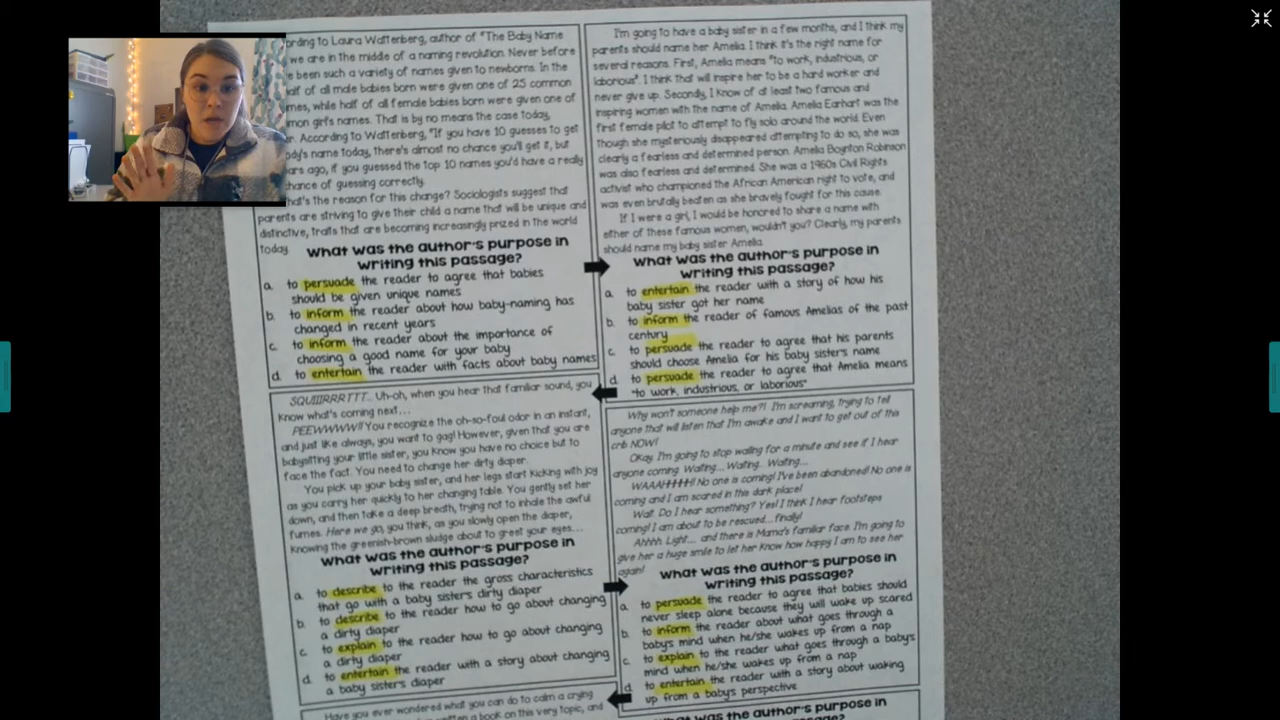 ording to Laura Wattenberg, author of "The Baby Name
we are in the middle of a naming revolution. Never before
e been such a variety of names given to newborns. In the
alf of all male babies born were given one of 25 common
mes, while half of all female babies born were given one of
mon girl's names. That is by no means the case today,
r. According to Wattenberg, "If you have 10 guesses to get
ody's name today, there's almost no chance you'll get it, but
ars ago, if you guessed the top 10 names you'd have a really
chance of guessing correctly.
hat's the reason for this change? Sociologists suggest that
parents are striving to give their child a name that will be unique and
distinctive, traits that are becoming increasingly prized in the world
today.
What was the author's purpose in
writing this passage?
a. to persuade the reader to agree that babies
should be given unique names
b. to inform the reader about how baby-naming has
changed in recent years
c. to inform the reader about the importance of
choosing a good name for your baby
d. to entertain the reader with facts about baby names
I'm going to have a baby sister in a few months, and I think my
parents should name her Amelia. I think it's the right name for
several reasons. First, Amelia means "to work, industrious, or
laborious". I think that will inspire her to be a hard worker and
never give up. Secondly, I know of at least two famous and
inspiring women with the name of Amelia. Amelia Earhart was the
first female pilot to attempt to fly solo around the world. Even
though she mysteriously disappeared attempting to do so, she was
clearly a fearless and determined person. Amelia Boynton Robinson
was also fearless and determined. She was a 1960s Civil Rights
activist who championed the African American right to vote, and
was even brutally beaten as she bravely fought for this cause.
If I were a girl, I would be honored to share a name with
either of these famous women, wouldn't you? Clearly, my parents
should name my baby sister Amelia.
What was the author's purpose in
writing this passage?
a. to entertain the reader with a story of how his
baby sister got her name
b. to inform the reader of famous Amelias of the past
century
c. to persuade the reader to agree that his parents
should choose Amelia for his baby sister's name
d. to persuade the reader to agree that Amelia means
"to work, industrious, or laborious"
SQUIIIRRRTTT... Uh-oh, when you hear that familiar sound, you
know what's coming next...
PEEWWWW!! You recognize the oh-so-foul odor in an instant,
and just like always, you want to gag! However, given that you are
babysitting your little sister, you know you have no choice but to
face the fact. You need to change her dirty diaper.
You pick up your baby sister, and her legs start kicking with joy
as you carry her quickly to her changing table. You gently set her
down, and then take a deep breath, trying not to inhale the awful
fumes. Here we go, you think, as you slowly open the diaper,
knowing the greenish-brown sludge about to greet your eyes...
What was the author's purpose in
writing this passage?
a. to describe to the reader the gross characteristics
that go with a baby sister's dirty diaper
b. to describe to the reader how to go about changing
a dirty diaper
c. to explain to the reader how to go about changing
a dirty diaper
d. to entertain the reader with a story about changing
a baby sister's diaper
Why won't someone help me?! I'm screaming, trying to tell
anyone that will listen that I'm awake and I want to get out of this
crib NOW!
Okay. I'm going to stop wailing for a minute and see if I hear
anyone coming. Waiting... Waiting... Waiting...
WAAAHHHH!! No one is coming! I've been abandoned! No one is
coming and I am scared in this dark place!
Wait. Do I hear something? Yes! I think I hear footsteps
coming! I am about to be rescued... finally!
Ahhhh. Light.... and there is Mama's familiar face. I'm going to
give her a huge smile to let her know how happy I am to see her
again!
What was the author's purpose in
writing this passage?
a. to persuade the reader to agree that babies should
never sleep alone because they will wake up scared
b. to inform the reader about what goes through a
baby's mind when he/she wakes up from a nap
c. to explain to the reader what goes through a baby's
mind when he/she wakes up from a nap
d. to entertain the reader with a story about waking
up from a baby's perspective
Have you ever wondered what you can do to calm a crying
written a book on this very topic, and
What was the author's purpose in
writing this passage?